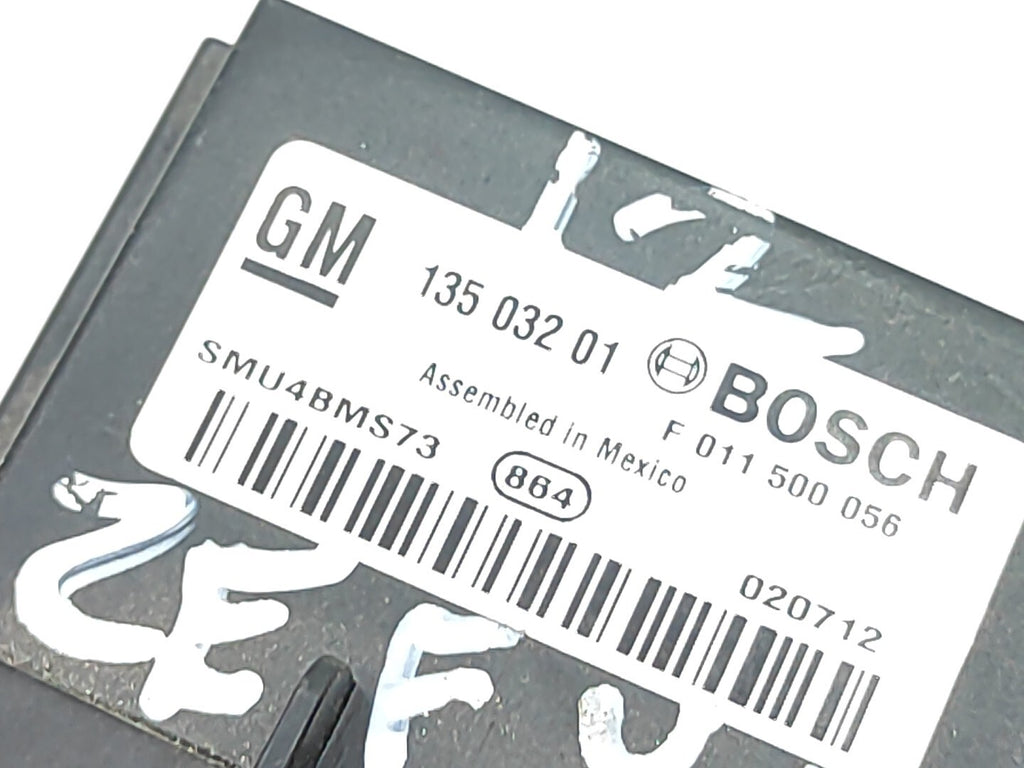 GM
135 032 01
BOSCH
SMU4BMS73
Assembled in Mexico
F 011 500 056
864
020712